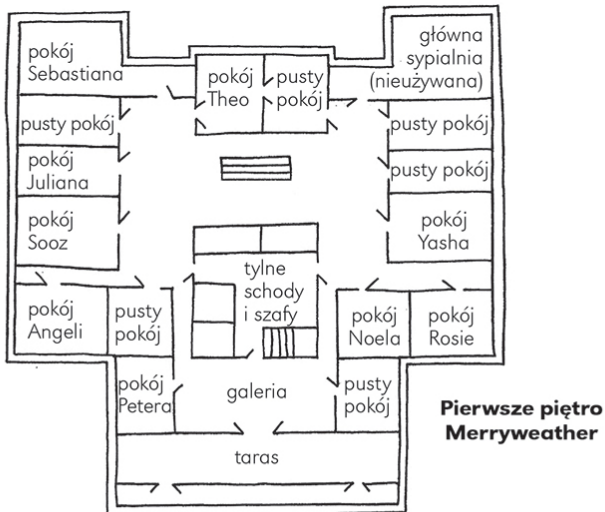 pokój
Sebastiana
pokój
Theo
pusty
pokój
główna
sypialnia
(nieużywana)
pusty pokój
pusty pokój
pokój
Juliana
pusty pokój
pokój
Sooz
pokój
Yasha
tylne
schody
i szafy
pokój
Angeli
pusty
pokój
pokój
Noela
pokój
Rosie
pokój
Petera
galeria
pusty
pokój
taras
Pierwsze piętro
Merryweather